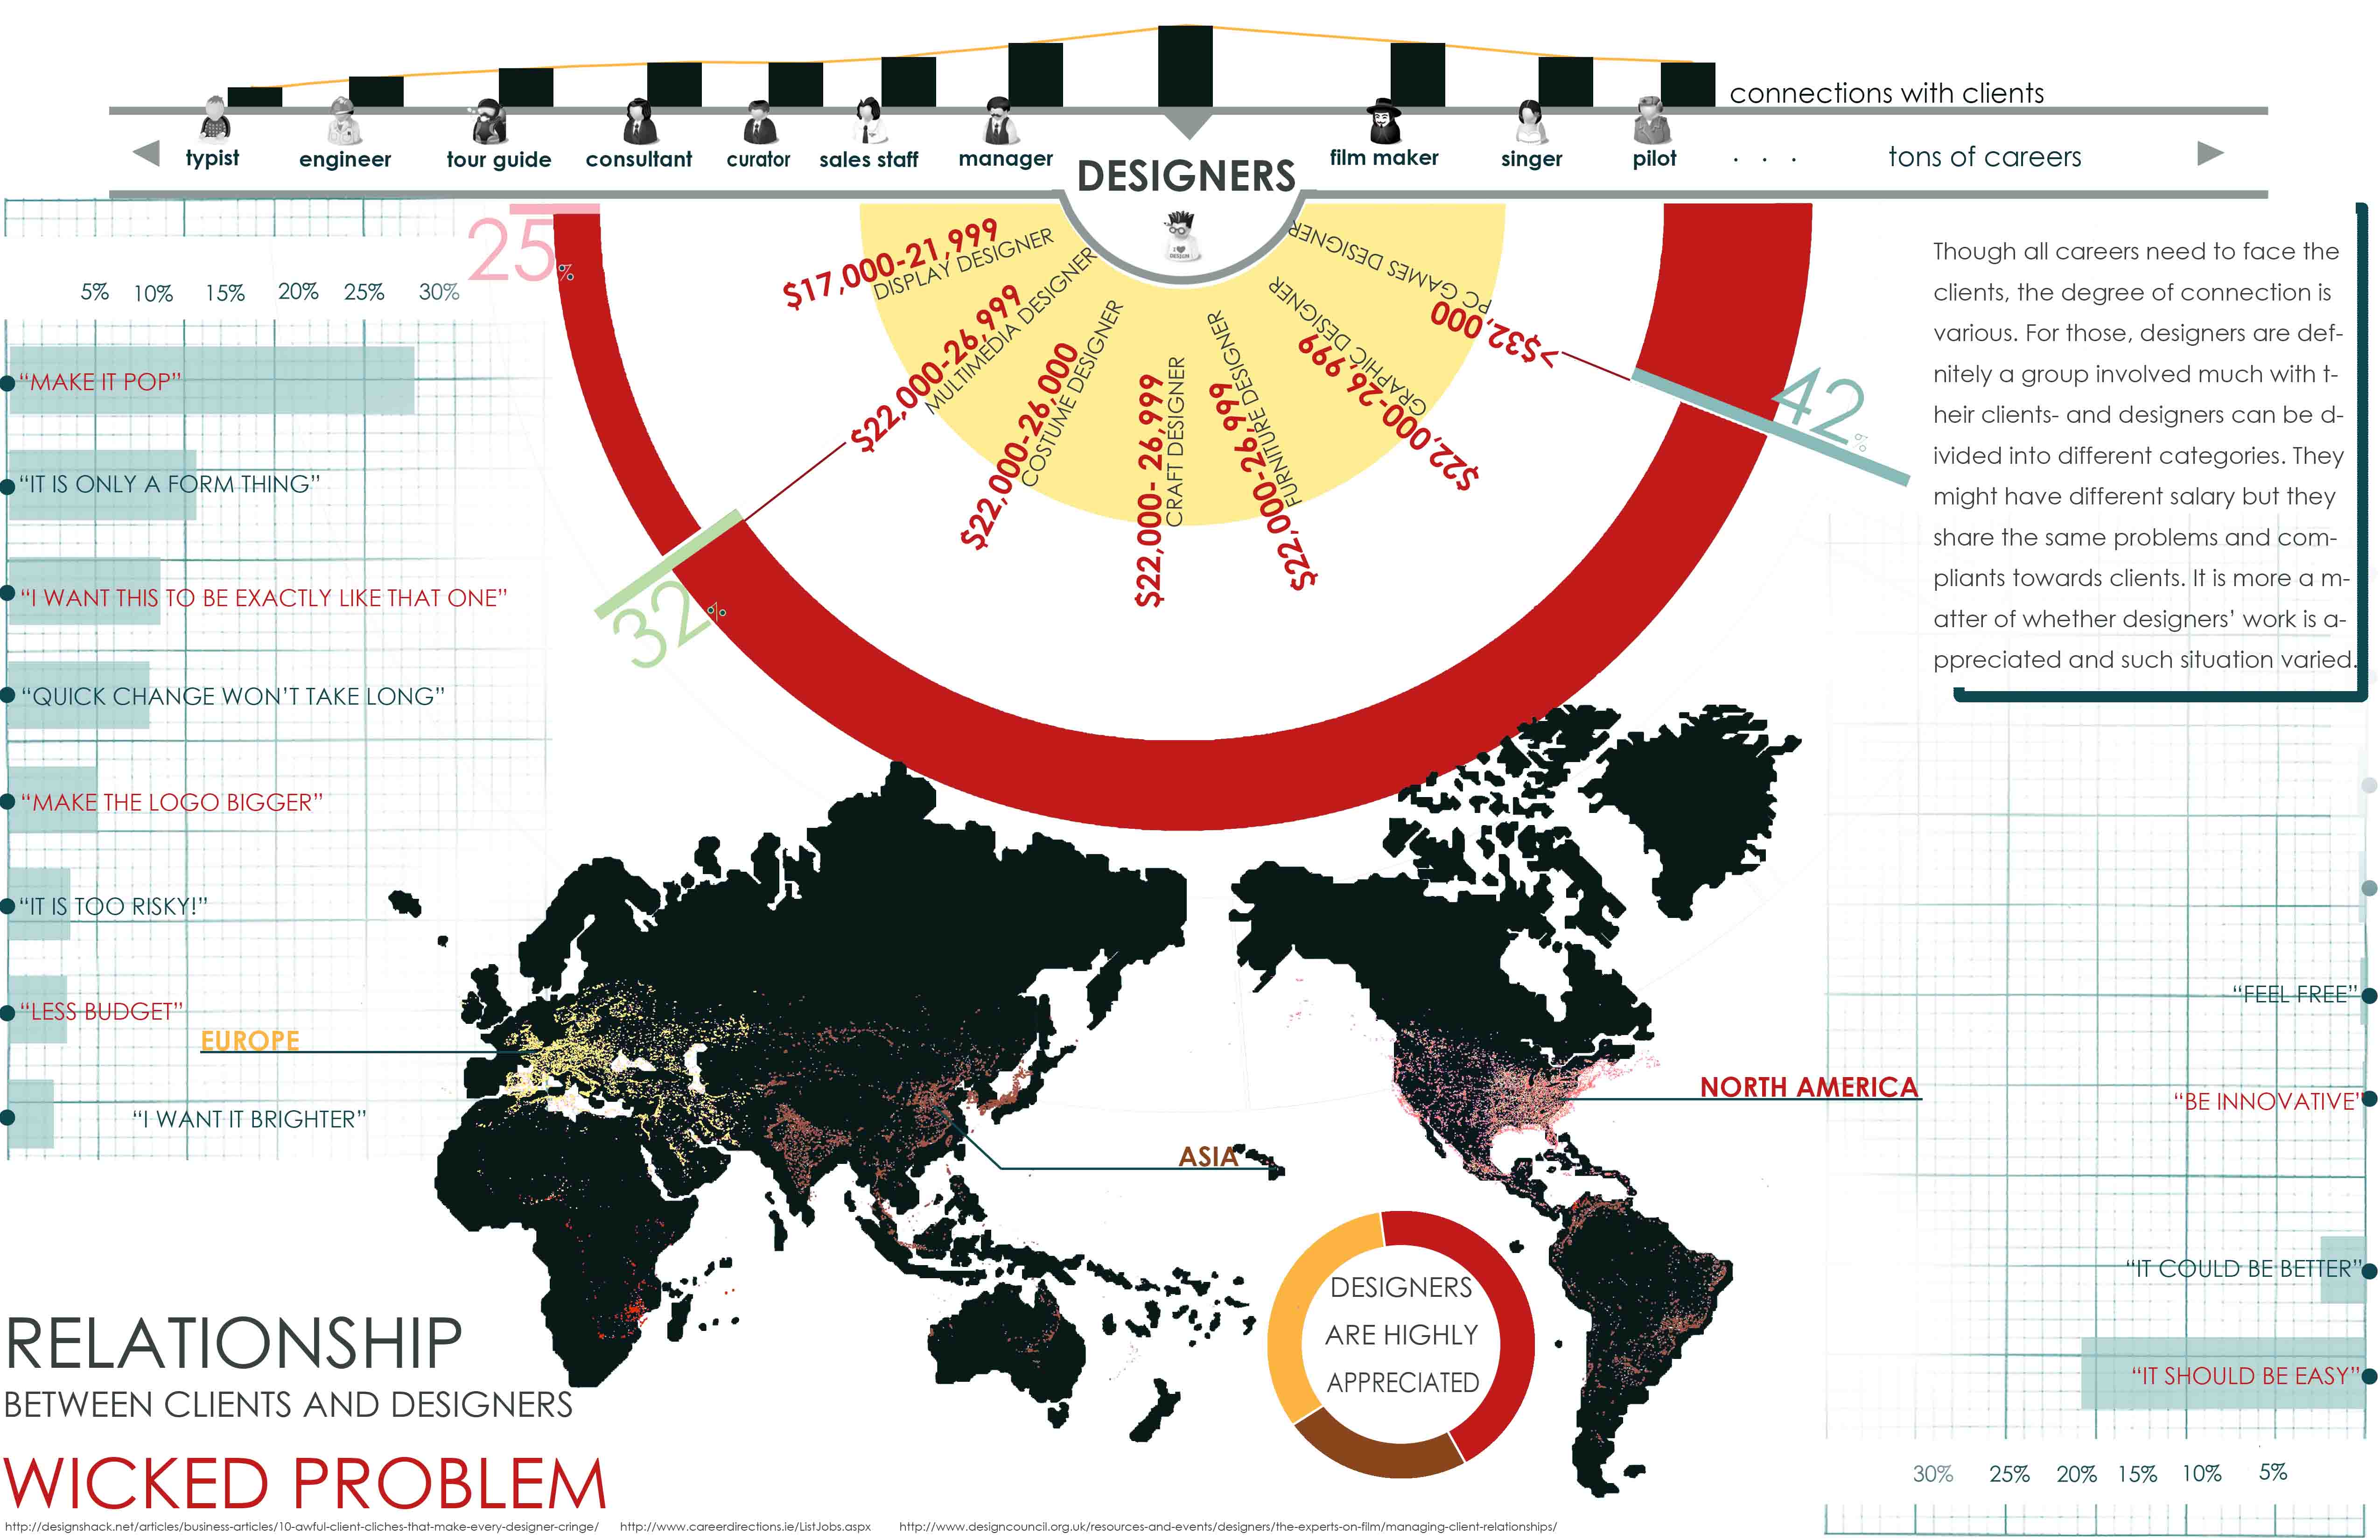 connections with clients
typist engineer tour guide consultant curator sales staff manager DESIGNERS film maker singer pilot . . . tons of careers
I DESIGN
25%
5% 10% 15% 20% 25% 30%
“MAKE IT POP”
“IT IS ONLY A FORM THING”
“I WANT THIS TO BE EXACTLY LIKE THAT ONE”
“QUICK CHANGE WON’T TAKE LONG”
“MAKE THE LOGO BIGGER”
“IT IS TOO RISKY!”
“LESS BUDGET”
“I WANT IT BRIGHTER”
$17,000-21,999
DISPLAY DESIGNER
$22,000-26,99
MULTIMEDIA DESIGNER
$22,000-26,000
COSTUME DESIGNER
$22,000- 26,999
CRAFT DESIGNER
$22,000-26,999
FURNITURE DESIGNER
$22,000-26,999
GRAPHIC DESIGNER
>$32,000
PC GAMES DESIGNER
32%
42%
Though all careers need to face the
clients, the degree of connection is
various. For those, designers are def-
nitely a group involved much with t-
heir clients- and designers can be d-
ivided into different categories. They
might have different salary but they
share the same problems and com-
pliants towards clients. It is more a m-
atter of whether designers’ work is a-
ppreciated and such situation varied.
EUROPE
ASIA
NORTH AMERICA
DESIGNERS
ARE HIGHLY
APPRECIATED
“FEEL FREE”
“BE INNOVATIVE”
“IT COULD BE BETTER”
“IT SHOULD BE EASY”
30% 25% 20% 15% 10% 5%
RELATIONSHIP
BETWEEN CLIENTS AND DESIGNERS
WICKED PROBLEM
http://designshack.net/articles/business-articles/10-awful-client-cliches-that-make-every-designer-cringe/ http://www.careerdirections.ie/ListJobs.aspx http://www.designcouncil.org.uk/resources-and-events/designers/the-experts-on-film/managing-client-relationships/